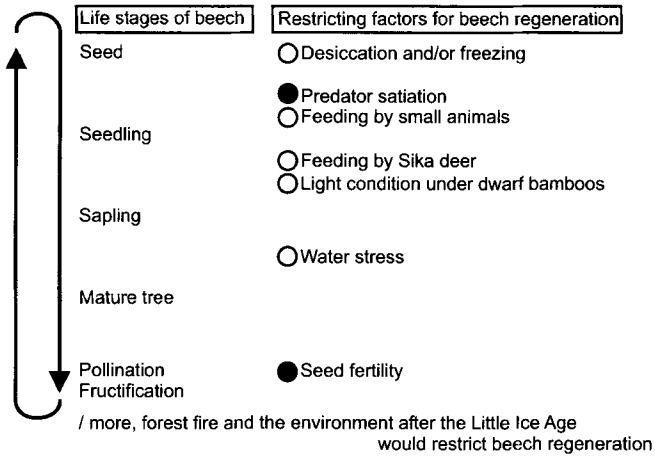 Life stages of beech Restricting factors for beech regeneration
Seed Desiccation and/or freezing
Predator satiation
Feeding by small animals
Seedling
Feeding by Sika deer
Light condition under dwarf bamboos
Sapling
Water stress
Mature tree
Pollination Seed fertility
Fructification
/ more, forest fire and the environment after the Little Ice Age
would restrict beech regeneration